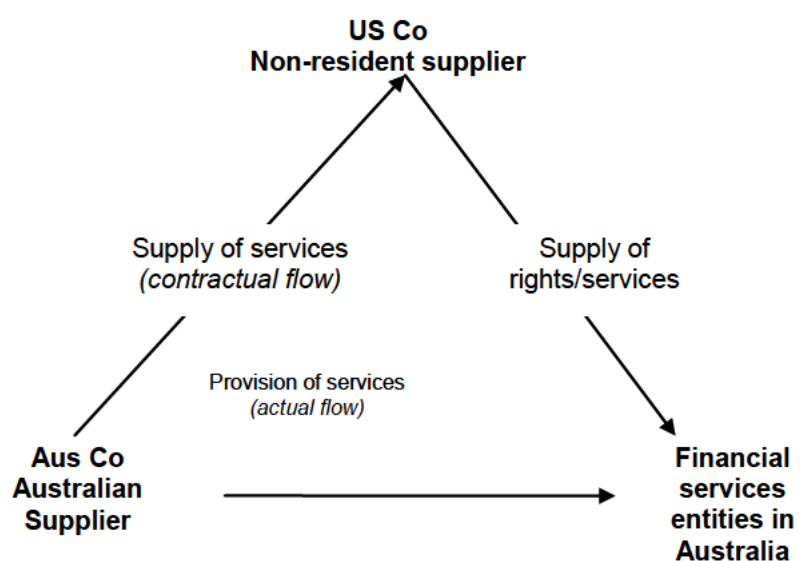 US Co
Non-resident supplier
Supply of services
(contractual flow)
Supply of
rights/services
Provision of services
(actual flow)
Aus Co
Australian
Supplier
Financial
services
entities in
Australia